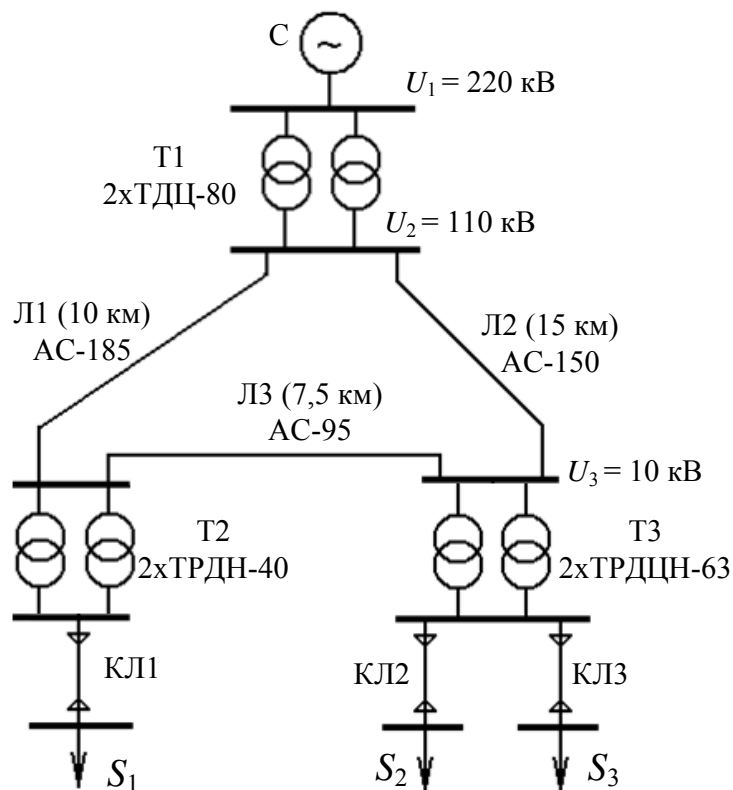 С
~
U1 = 220 кВ
Т1
2хТДЦ-80
U2 = 110 кВ
Л1 (10 км)
АС-185
Л2 (15 км)
АС-150
Л3 (7,5 км)
АС-95
U3 = 10 кВ
Т2
2хТРДН-40
Т3
2хТРДЦН-63
КЛ1
КЛ2
КЛ3
S1
S2
S3